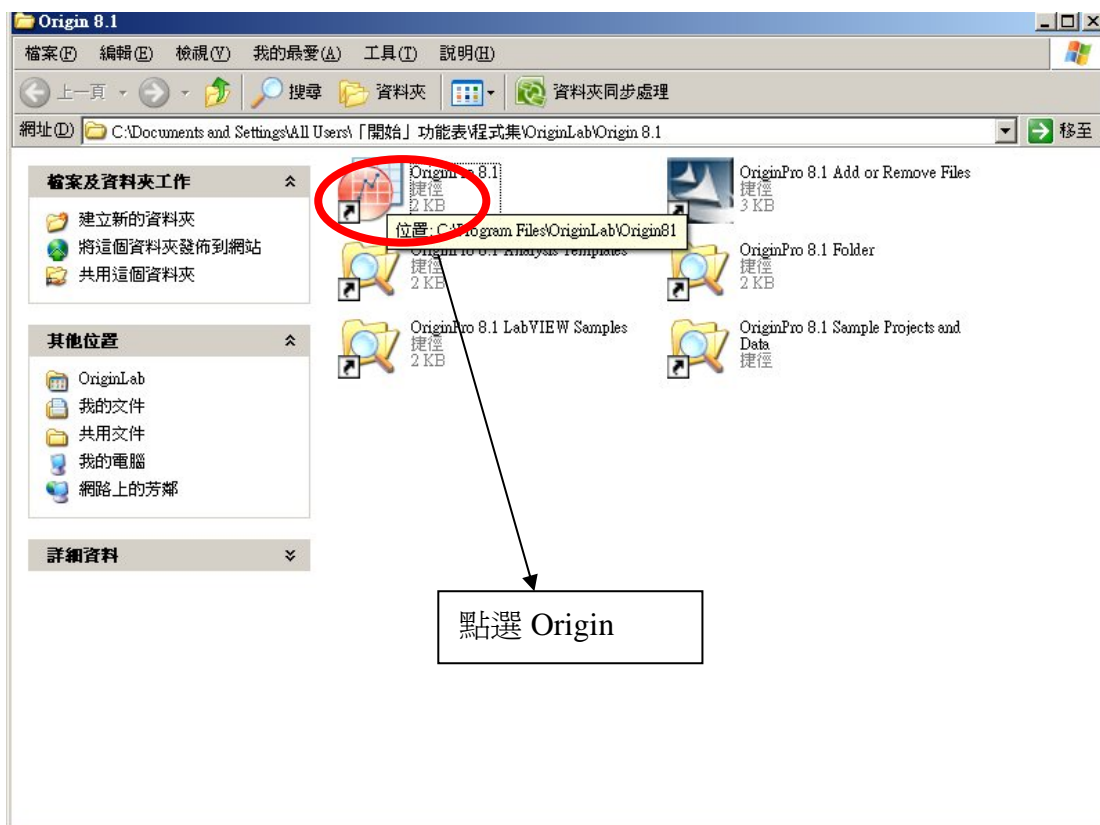 Origin 8.1
檔案(F) 編輯(E) 檢視(V) 我的最愛(A) 工具(T) 說明(H)
上一頁 搜尋 資料夾 資料夾同步處理
網址(D) C:\Documents and Settings\All Users\「開始」功能表\程式集\OriginLab\Origin 8.1 移至
檔案及資料夾工作
建立新的資料夾
將這個資料夾發佈到網站
共用這個資料夾
其他位置
OriginLab
我的文件
共用文件
我的電腦
網路上的芳鄰
詳細資料
OriginPro 8.1
捷徑
2 KB
OriginPro 8.1 Add or Remove Files
捷徑
3 KB
位置: C:\Program Files\OriginLab\Origin81
OriginPro 8.1 Analysis Templates
捷徑
2 KB
OriginPro 8.1 Folder
捷徑
2 KB
OriginPro 8.1 LabVIEW Samples
捷徑
2 KB
OriginPro 8.1 Sample Projects and
Data
捷徑
點選 Origin